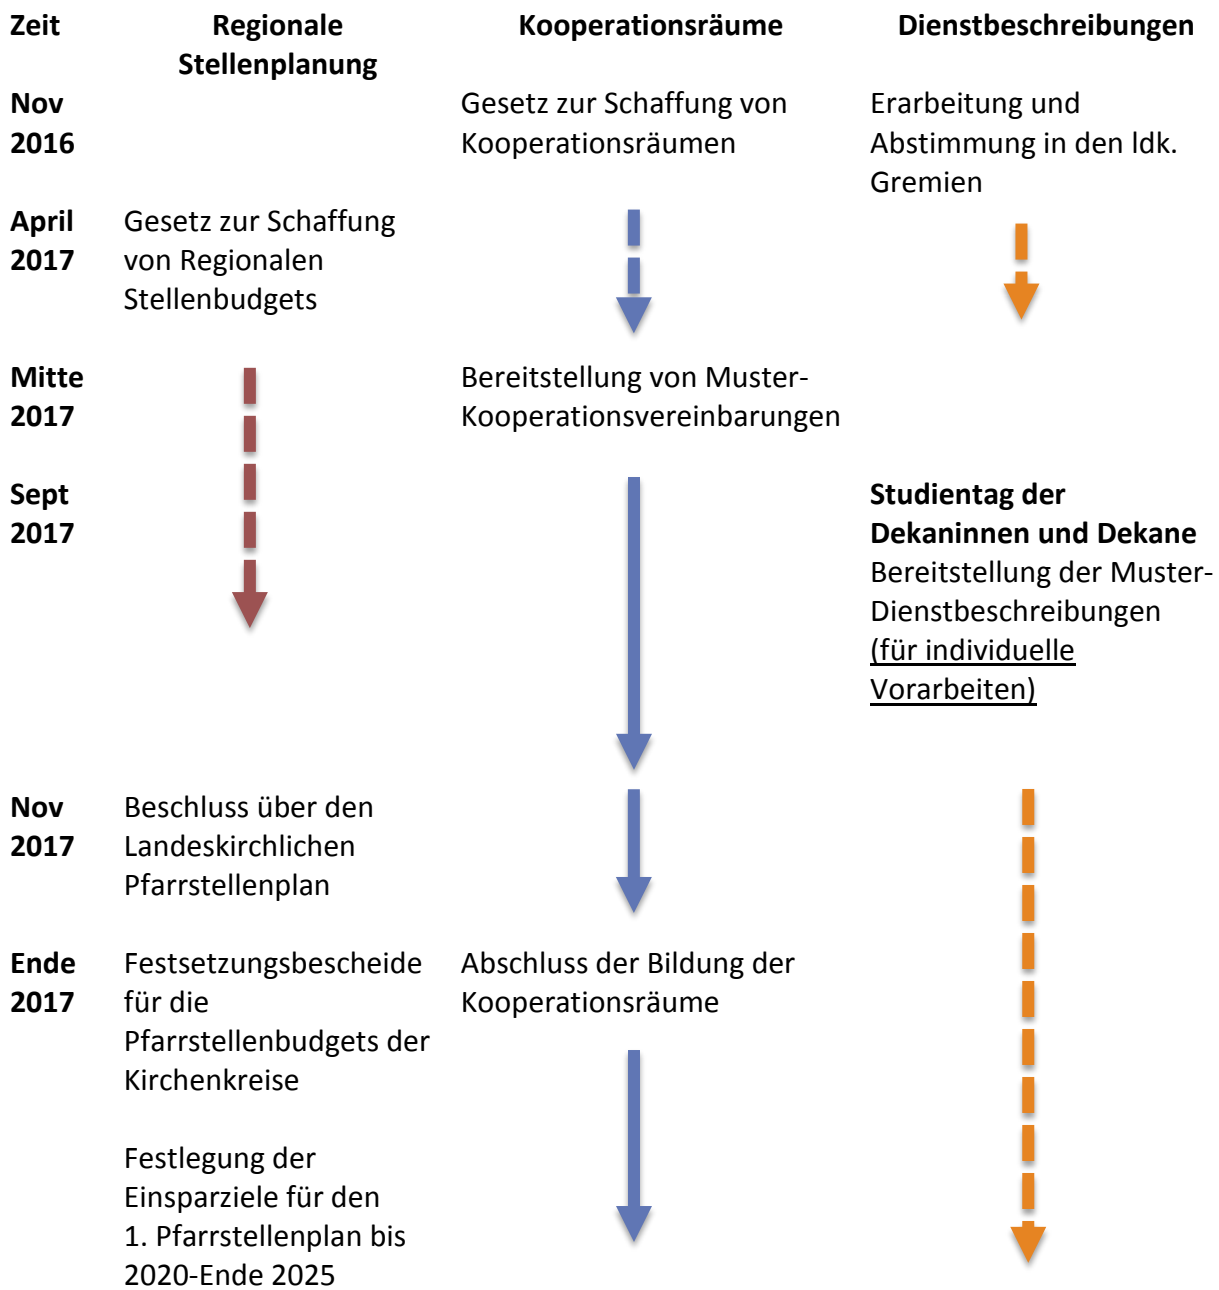 Zeit
Regionale
Stellenplanung
Kooperationsräume
Dienstbeschreibungen
Nov
2016
Gesetz zur Schaffung von
Kooperationsräumen
Erarbeitung und
Abstimmung in den ldk.
Gremien
April
2017
Gesetz zur Schaffung
von Regionalen
Stellenbudgets
Mitte
2017
Bereitstellung von Muster-
Kooperationsvereinbarungen
Sept
2017
Studientag der
Dekaninnen und Dekane
Bereitstellung der Muster-
Dienstbeschreibungen
(für individuelle
Vorarbeiten)
Nov
2017
Beschluss über den
Landeskirchlichen
Pfarrstellenplan
Ende
2017
Festsetzungsbescheide
für die
Pfarrstellenbudgets der
Kirchenkreise
Abschluss der Bildung der
Kooperationsräume
Festlegung der
Einsparziele für den
1. Pfarrstellenplan bis
2020-Ende 2025